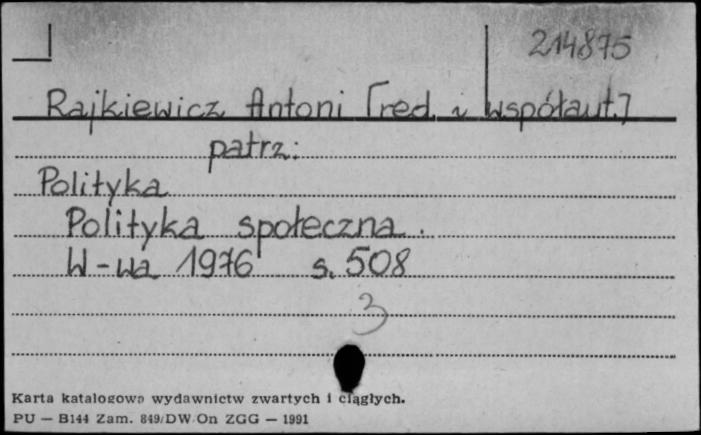 214875
Rajkiewicz Antoni [red. i współaut.]
patrz:
Polityka
Polityka społeczna.
W-wa 1976 s. 508
3
Karta katalogowa wydawnictw zwartych i ciągłych.
PU — B144 Zam. 849/DW/On ZGG — 1991